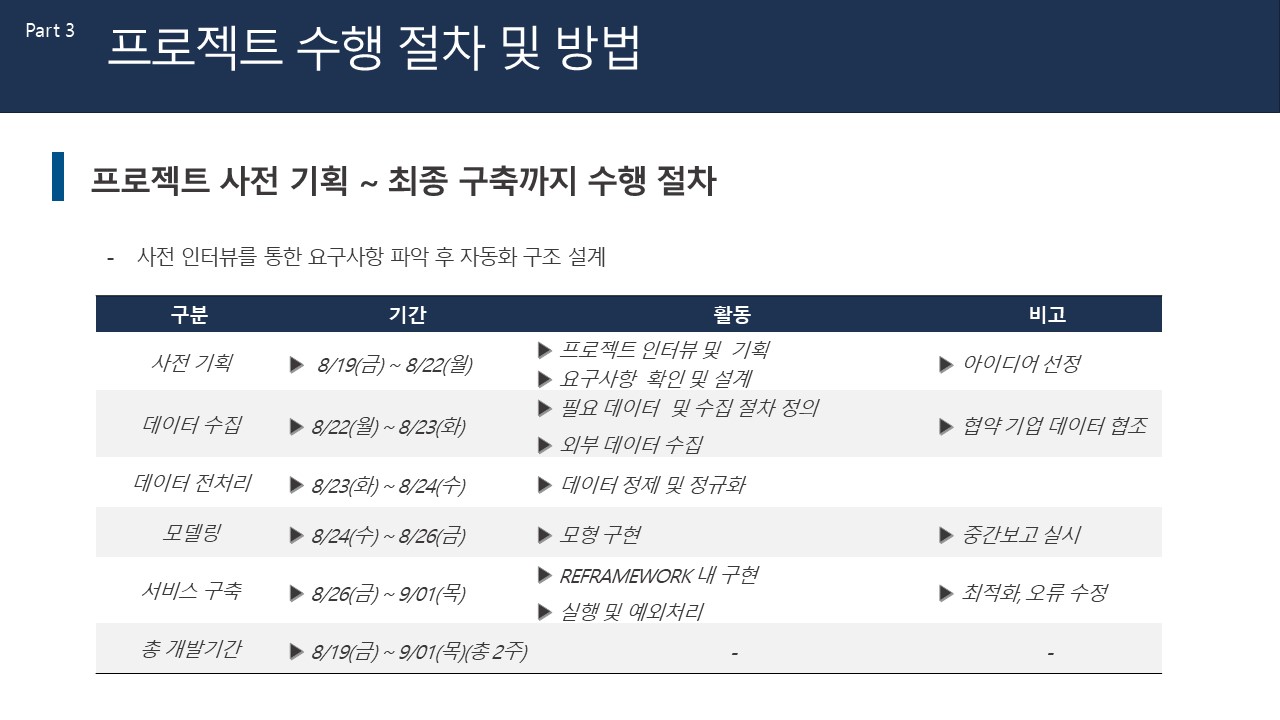 Part 3
프로젝트 수행 절차 및 방법
프로젝트 사전 기획 ~ 최종 구축까지 수행 절차
- 사전 인터뷰를 통한 요구사항 파악 후 자동화 구조 설계
구분 기간 활동 비고
사전 기획 ▶ 8/19(금) ~ 8/22(월) ▶ 프로젝트 인터뷰 및 기획 ▶ 아이디어 선정
▶ 요구사항 확인 및 설계
데이터 수집 ▶ 8/22(월) ~ 8/23(화) ▶ 필요 데이터 및 수집 절차 정의 ▶ 협약 기업 데이터 협조
▶ 외부 데이터 수집
데이터 전처리 ▶ 8/23(화) ~ 8/24(수) ▶ 데이터 정제 및 정규화
모델링 ▶ 8/24(수) ~ 8/26(금) ▶ 모형 구현 ▶ 중간보고 실시
서비스 구축 ▶ 8/26(금) ~ 9/01(목) ▶ REFRAMEWORK 내 구현 ▶ 최적화, 오류 수정
▶ 실행 및 예외처리
총 개발기간 ▶ 8/19(금) ~ 9/01(목)(총 2주) - -